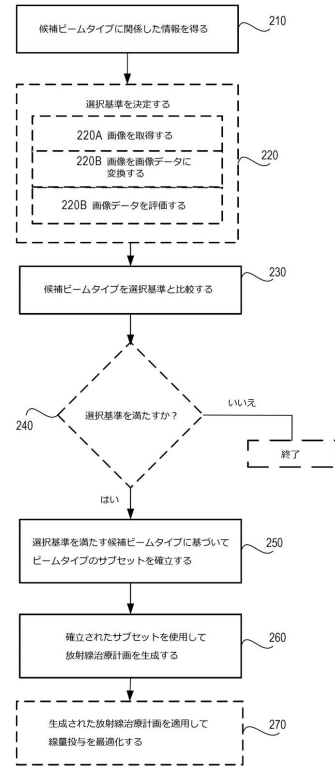 候補ビームタイプに関係した情報を得る
210
選択基準を決定する
220A 画像を取得する
220B 画像を画像データに
変換する
220B 画像データを評価する
220
候補ビームタイプを選択基準と比較する
230
選択基準を満たすか？
240
いいえ
終了
はい
選択基準を満たす候補ビームタイプに基づいて
ビームタイプのサブセットを確立する
250
確立されたサブセットを使用して
放射線治療計画を生成する
260
生成された放射線治療計画を適用して
線量投与を最適化する
270